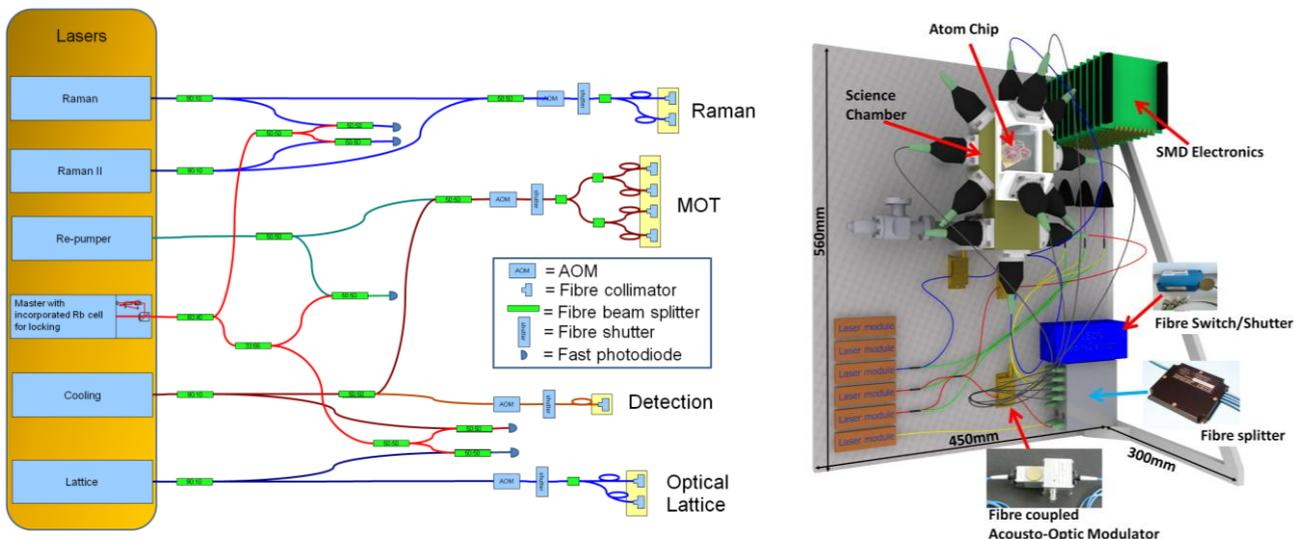 Lasers
Raman
90:10
50:50
AOM
shutter
Raman
50:50
50:50
50:50
Raman II
90:10
Re-pumper
50:50
50:50
AOM
shutter
MOT
50:50
Master with
incorporated Rb cell
for locking
33:66
Cooling
90:10
50:50
AOM
shutter
Detection
50:50
50:50
50:50
Lattice
90:10
AOM
shutter
Optical
Lattice
AOM
= AOM
= Fibre collimator
= Fibre beam splitter
shutter
= Fibre shutter
= Fast photodiode
Atom Chip
Science
Chamber
SMD Electronics
560mm
Laser module
Laser module
Laser module
Laser module
Laser module
Laser module
450mm
300mm
Fibre Switch/Shutter
Fibre splitter
Fibre coupled
Acousto-Optic Modulator